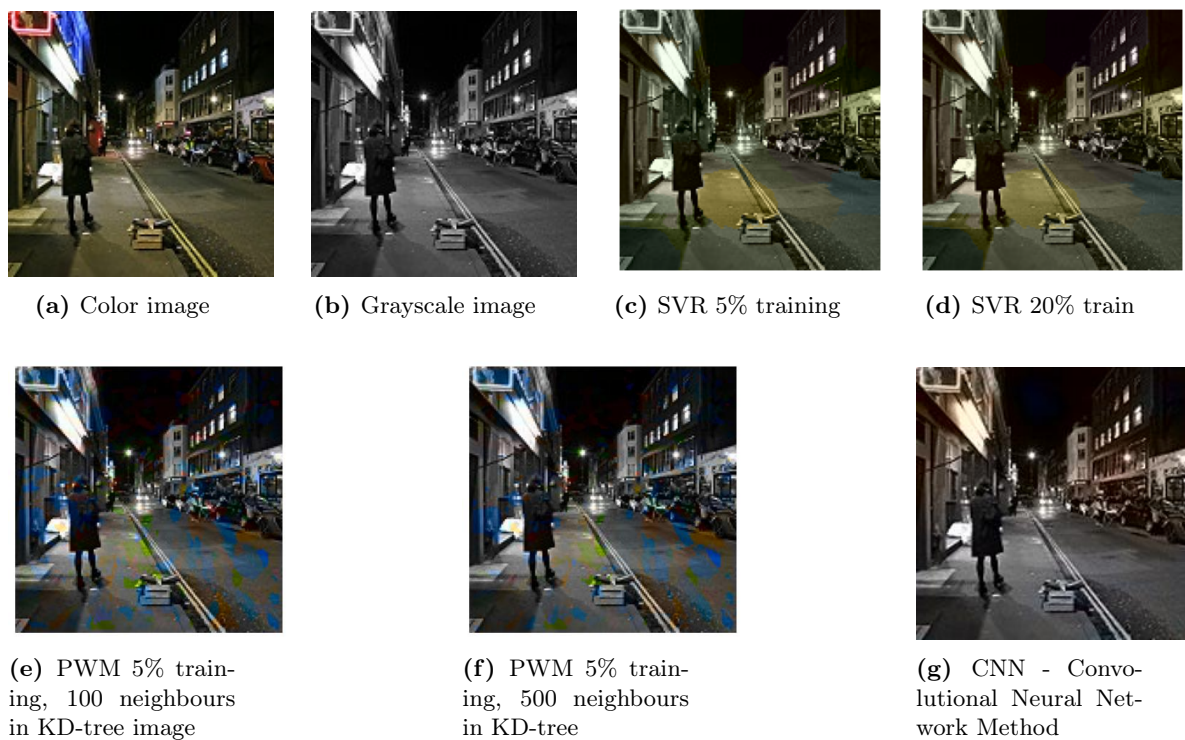 (a) Color image
(b) Grayscale image
(c) SVR 5% training
(d) SVR 20% train
(e) PWM 5% train-
ing, 100 neighbours
in KD-tree image
(f) PWM 5% train-
ing, 500 neighbours
in KD-tree
(g) CNN - Convo-
lutional Neural Net-
work Method